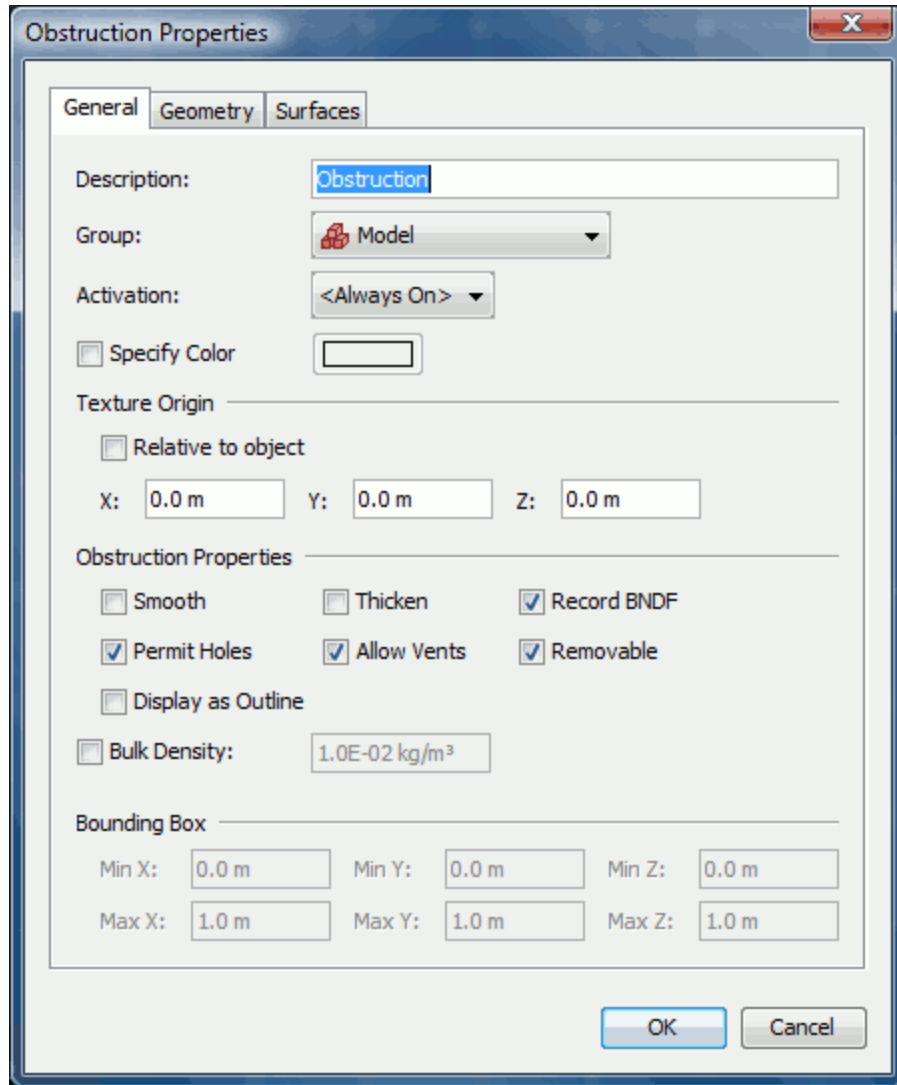 Obstruction Properties
General Geometry Surfaces
Description: Obstruction
Group: Model
Activation: <Always On>
Specify Color
Texture Origin
Relative to object
X: 0.0 m Y: 0.0 m Z: 0.0 m
Obstruction Properties
Smooth Thicken Record BNDF
Permit Holes Allow Vents Removable
Display as Outline
Bulk Density: 1.0E-02 kg/m³
Bounding Box
Min X: 0.0 m Min Y: 0.0 m Min Z: 0.0 m
Max X: 1.0 m Max Y: 1.0 m Max Z: 1.0 m
OK Cancel